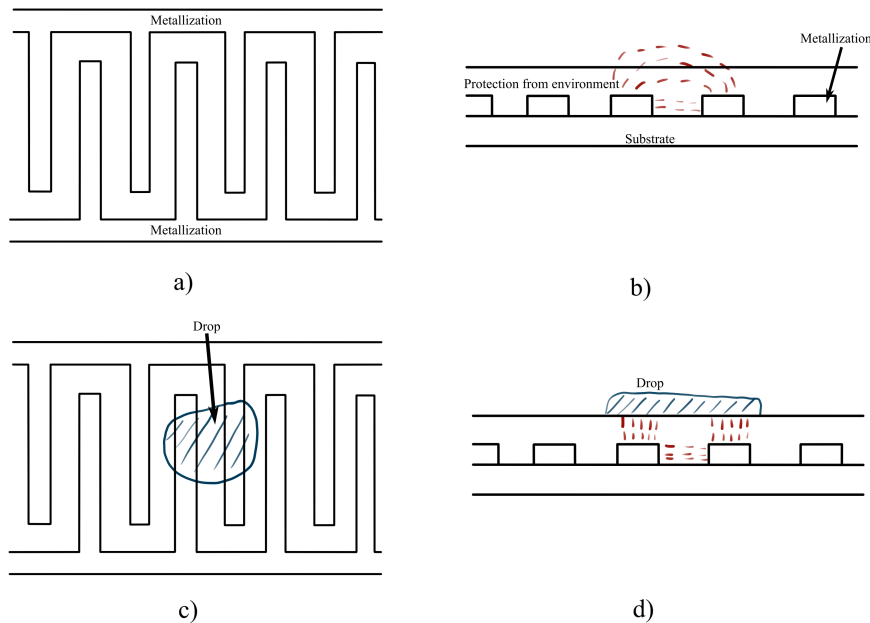 Metallization
Metallization
a)
Metallization
Protection from environment
Substrate
b)
Drop
c)
Drop
d)